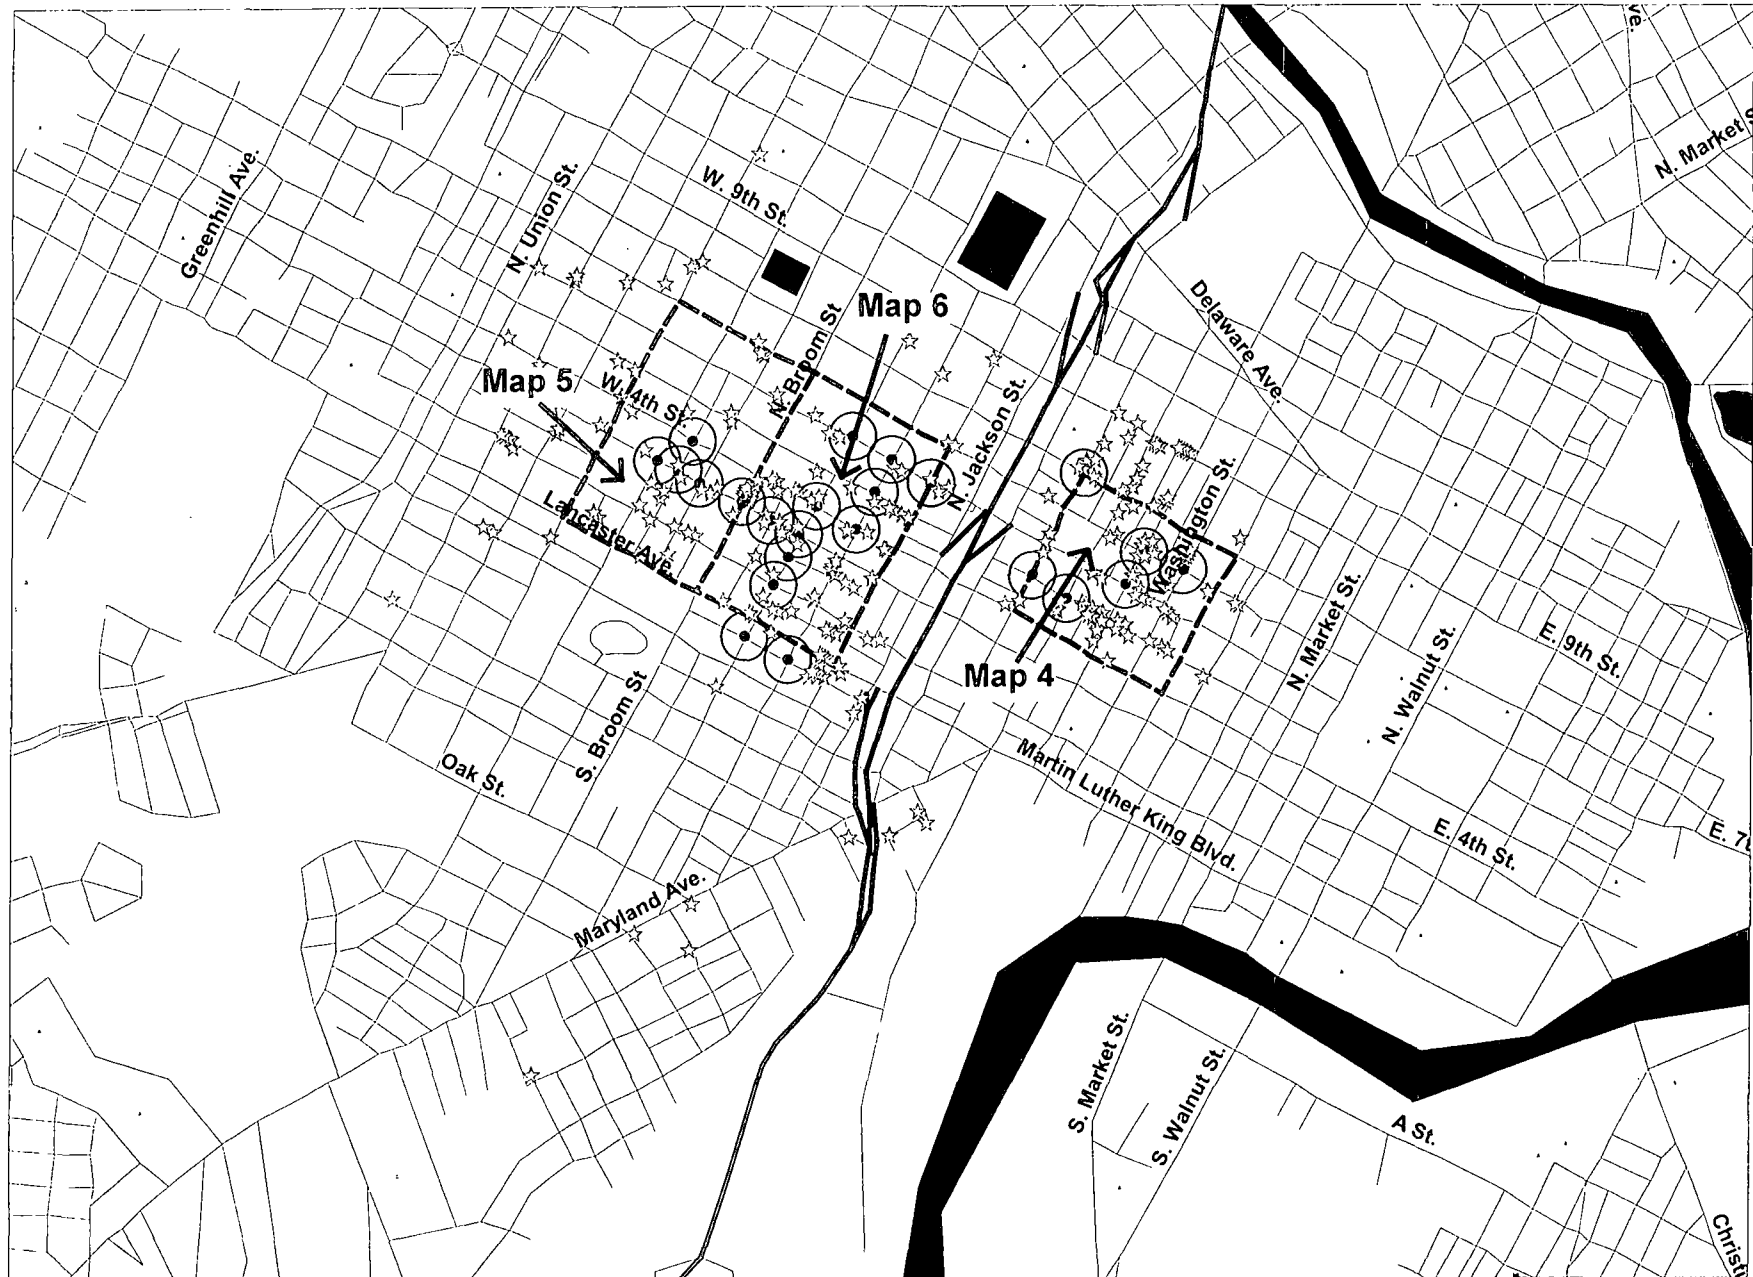 N. Market
W. 9th St.
Greenhill Ave.
N. Union St.
Map 6
N. Broom St
Delaware Ave.
Map 5
W. 4th St.
N. Jackson St.
Washington St.
Lancaster Ave.
N. Market St.
E. 9th St.
N. Walnut St.
Map 4
S. Broom St
Oak St.
Martin Luther King Blvd.
E. 4th St.
Maryland Ave.
S. Market St.
S. Walnut St.
A St.